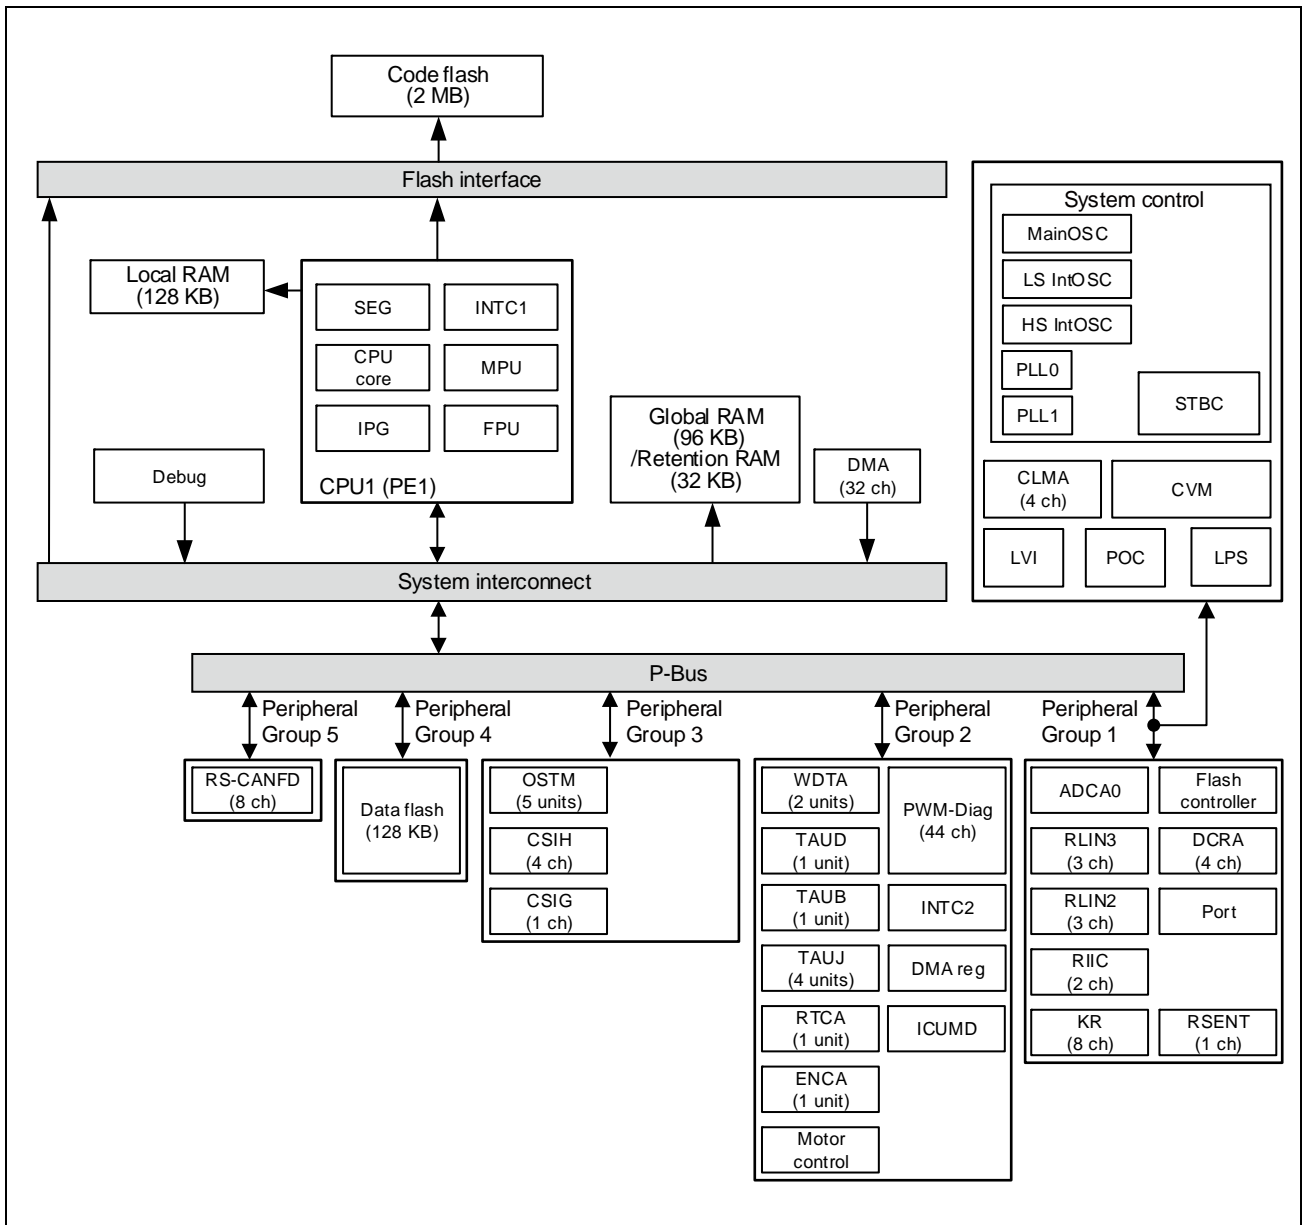 Code flash
(2 MB)
Flash interface
Local RAM
(128 KB)
SEG
INTC1
CPU
core
MPU
IPG
FPU
CPU1 (PE1)
Debug
Global RAM
(96 KB)
/Retention RAM
(32 KB)
DMA
(32 ch)
System interconnect
System control
MainOSC
LS IntOSC
HS IntOSC
PLL0
PLL1
STBC
CLMA
(4 ch)
CVM
LVI
POC
LPS
P-Bus
Peripheral
Group 5
Peripheral
Group 4
Peripheral
Group 3
Peripheral
Group 2
Peripheral
Group 1
RS-CANFD
(8 ch)
Data flash
(128 KB)
OSTM
(5 units)
CSIH
(4 ch)
CSIG
(1 ch)
WDTA
(2 units)
PWM-Diag
(44 ch)
TAUD
(1 unit)
TAUB
(1 unit)
INTC2
TAUJ
(4 units)
DMA reg
RTCA
(1 unit)
ICUMD
ENCA
(1 unit)
Motor
control
ADCA0
Flash
controller
RLIN3
(3 ch)
DCRA
(4 ch)
RLIN2
(3 ch)
Port
RIIC
(2 ch)
KR
(8 ch)
RSENT
(1 ch)